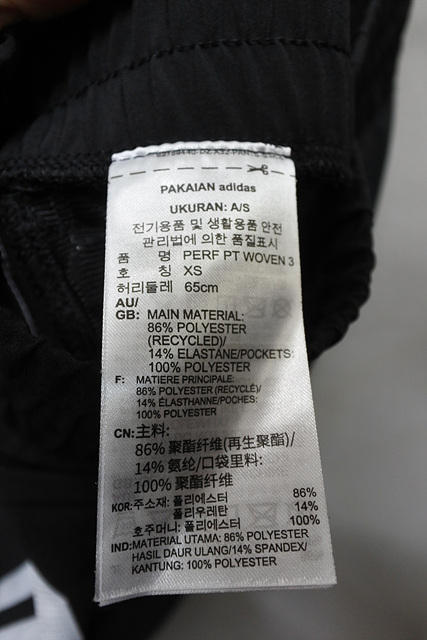 PAKAIAN adidas
UKURAN: A/S
전기용품 및 생활용품 안전
관리법에 의한 품질표시
품 명 PERF PT WOVEN 3
호 칭 XS
허리둘레 65cm
AU/
GB: MAIN MATERIAL:
86% POLYESTER
(RECYCLED)/
14% ELASTANE/POCKETS:
100% POLYESTER
F: MATIERE PRINCIPALE:
86% POLYESTER (RECYCLÉ)/
14% ÉLASTHANNE/POCHES:
100% POLYESTER
CN: 主料:
86% 聚酯纤维(再生聚酯)/
14% 氨纶/口袋里料:
100% 聚酯纤维
KOR: 주소재: 폴리에스터 86%
폴리우레탄 14%
호주머니: 폴리에스터 100%
IND: MATERIAL UTAMA: 86% POLYESTER
HASIL DAUR ULANG/14% SPANDEX/
KANTUNG: 100% POLYESTER